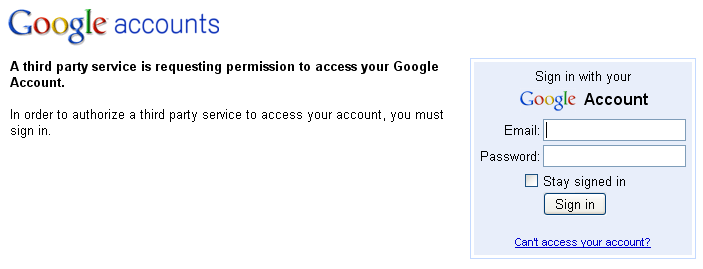 Google accounts
A third party service is requesting permission to access your Google
Account.
In order to authorize a third party service to access your account, you must
sign in.
Sign in with your
Google Account
Email:
Password:
Stay signed in
Sign in
Can't access your account?